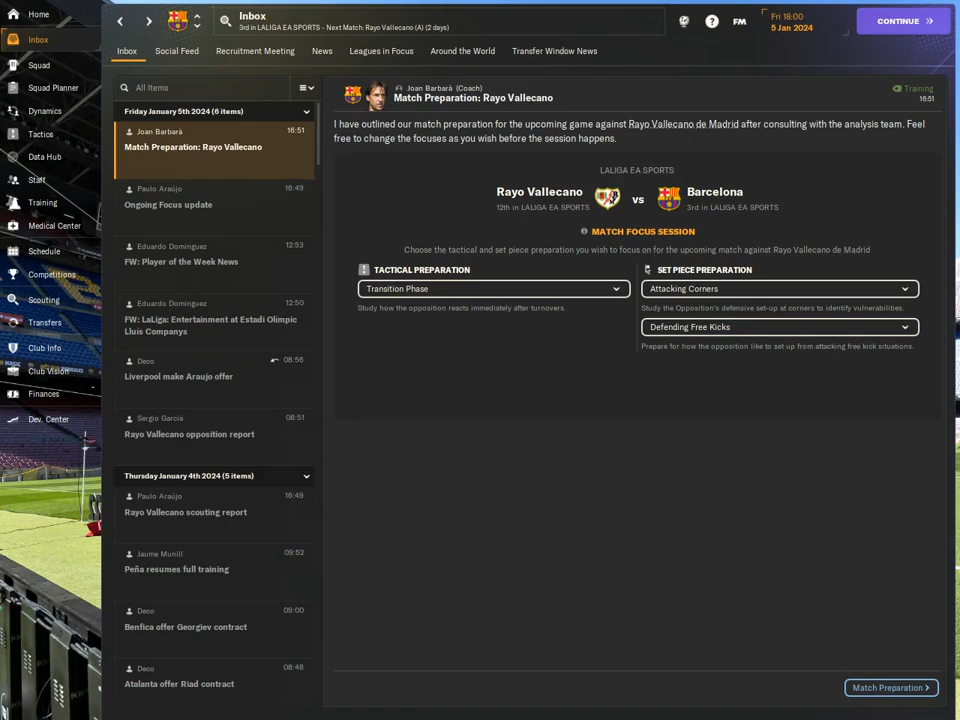 Home
Inbox
Squad
Squad Planner
Dynamics
Tactics
Data Hub
Staff
Training
Medical Center
Schedule
Competitions
Scouting
Transfers
Club Info
Club Vision
Finances
Dev. Center
Inbox
3rd in LALIGA EA SPORTS - Next Match: Rayo Vallecano (A) (2 days)
?
FM
Fri 18:00
5 Jan 2024
CONTINUE
Inbox
Social Feed
Recruitment Meeting
News
Leagues in Focus
Around the World
Transfer Window News
All Items
Friday January 5th 2024 (6 items)
Joan Barbarà 16:51
Match Preparation: Rayo Vallecano
Paulo Araújo 16:49
Ongoing Focus update
Eduardo Domínguez 12:53
FW: Player of the Week News
Eduardo Domínguez 12:50
FW: LaLiga: Entertainment at Estadi Olímpic
Lluís Companys
Deco 08:56
Liverpool make Araujo offer
Sergio García 08:51
Rayo Vallecano opposition report
Thursday January 4th 2024 (5 items)
Paulo Araújo 16:49
Rayo Vallecano scouting report
Jaume Munill 09:52
Peña resumes full training
Deco 09:00
Benfica offer Georgiev contract
Deco 08:48
Atalanta offer Riad contract
Joan Barbarà (Coach)
Match Preparation: Rayo Vallecano
Training
16:51
I have outlined our match preparation for the upcoming game against Rayo Vallecano de Madrid after consulting with the analysis team. Feel
free to change the focuses as you wish before the session happens.
LALIGA EA SPORTS
Rayo Vallecano
12th in LALIGA EA SPORTS
vs
Barcelona
3rd in LALIGA EA SPORTS
MATCH FOCUS SESSION
Choose the tactical and set piece preparation you wish to focus on for the upcoming match against Rayo Vallecano de Madrid
TACTICAL PREPARATION
Transition Phase
Study how the opposition reacts immediately after turnovers.
SET PIECE PREPARATION
Attacking Corners
Study the Opposition's defensive set-up at corners to identify vulnerabilities.
Defending Free Kicks
Prepare for how the opposition like to set up from attacking free kick situations.
Match Preparation